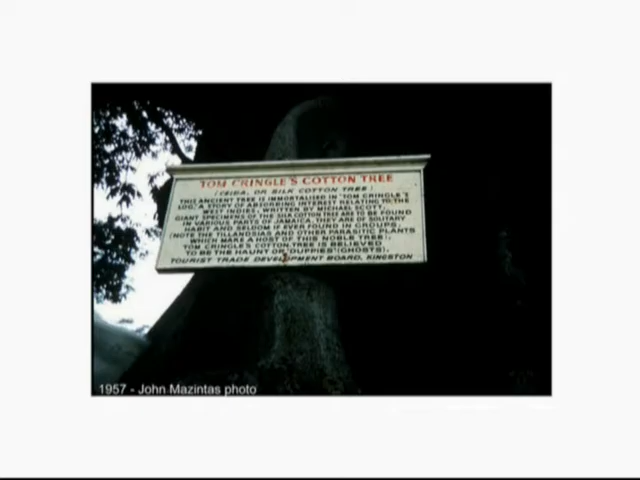 TOM CRINGLE'S COTTON TREE
(CEIBA, OR SILK COTTON TREE)
THIS ANCIENT TREE IS IMMORTALISED IN "TOM CRINGLE'S
LOG," A STORY OF ABSORBING INTEREST RELATING TO THE
WEST INDIES, WRITTEN BY MICHAEL SCOTT.
GIANT SPECIMENS OF THE SILK COTTON TREE ARE TO BE FOUND
IN VARIOUS PARTS OF JAMAICA. THEY ARE OF SOLITARY
HABIT AND SELDOM IF EVER FOUND IN GROUPS.
(NOTE THE TILLANDSIAS AND OTHER PARASITIC PLANTS
WHICH MAKE A HOST OF THIS NOBLE TREE).
TOM CRINGLE'S COTTON TREE IS BELIEVED
TO BE THE HAUNT OF "DUPPIES" (GHOSTS).
TOURIST TRADE DEVELOPMENT BOARD, KINGSTON
1957 - John Mazintas photo